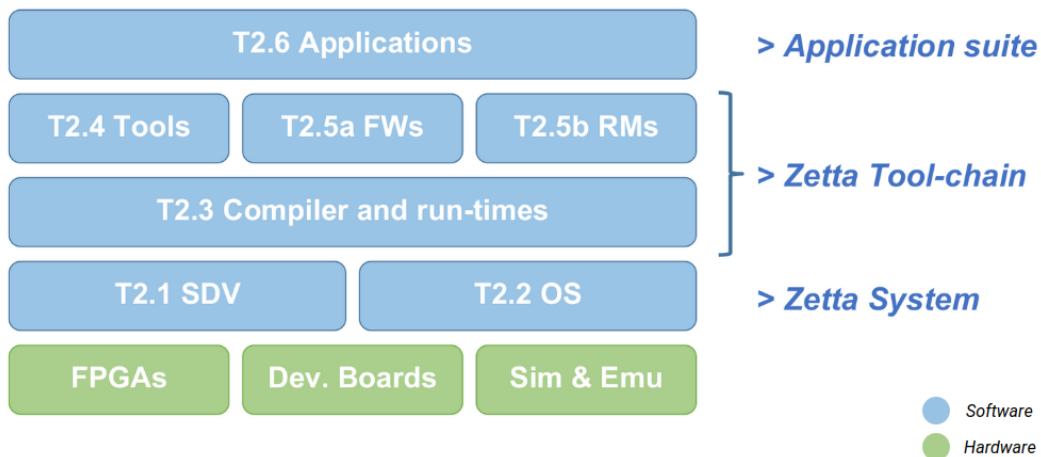 T2.6 Applications
> Application suite
T2.4 Tools
T2.5a FWs
T2.5b RMs
> Zetta Tool-chain
T2.3 Compiler and run-times
T2.1 SDV
T2.2 OS
> Zetta System
FPGAs
Dev. Boards
Sim & Emu
Software
Hardware